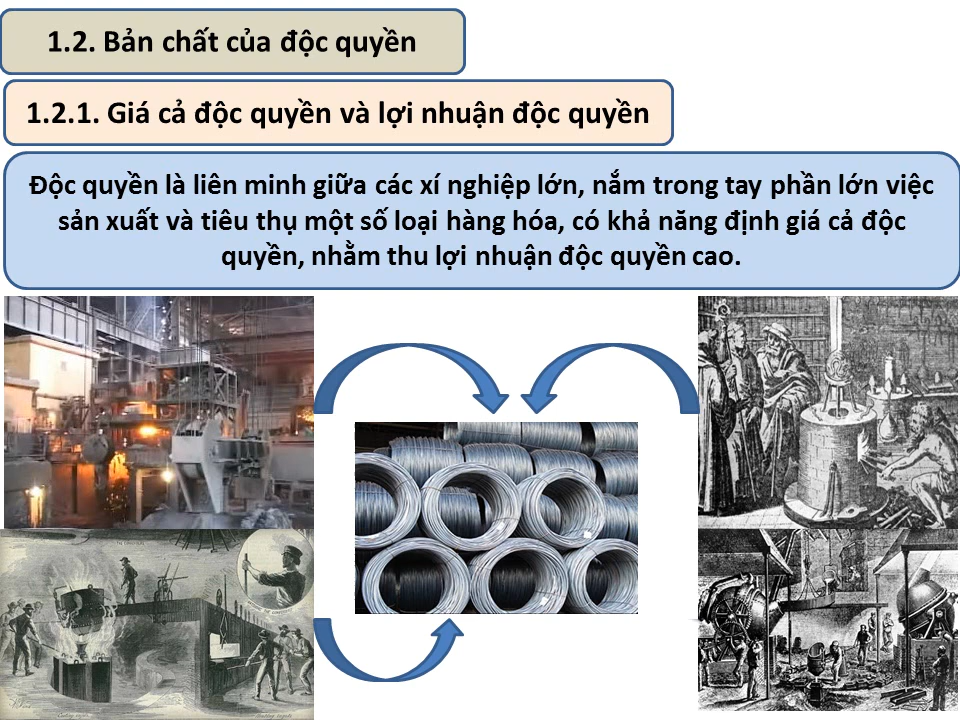 1.2. Bản chất của độc quyền
1.2.1. Giá cả độc quyền và lợi nhuận độc quyền
Độc quyền là liên minh giữa các xí nghiệp lớn, nắm trong tay phần lớn việc
sản xuất và tiêu thụ một số loại hàng hóa, có khả năng định giá cả độc
quyền, nhằm thu lợi nhuận độc quyền cao.